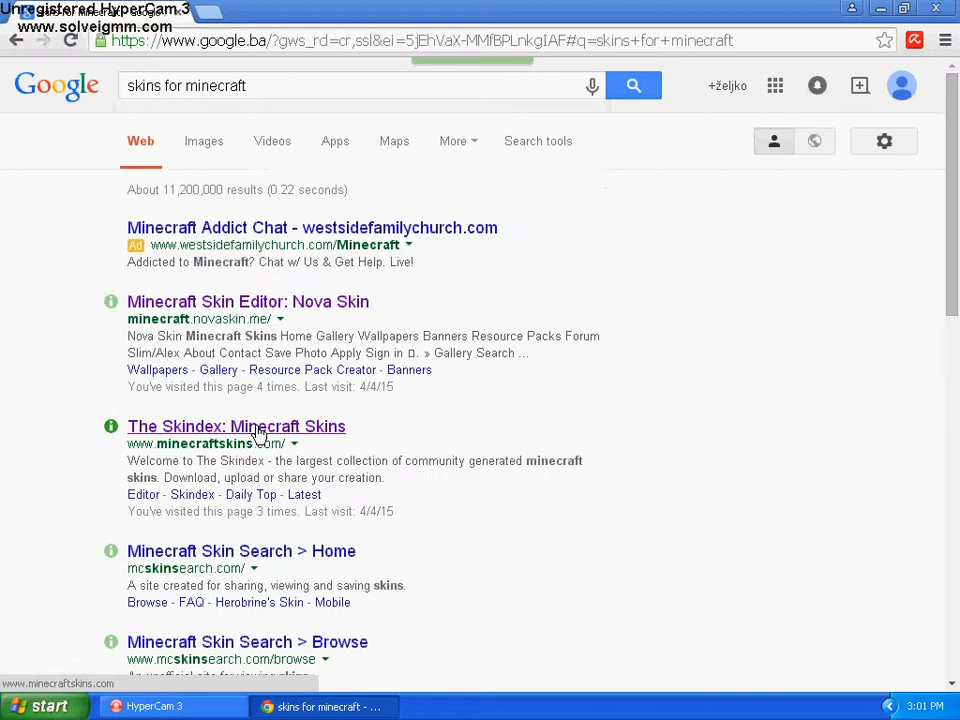 Unregistered HyperCam 3
www.solveigmm.com
https://www.google.ba/?gws_rd=cr,ssl&ei=5jEhVaX-MMfBPLnkgIAF#q=skins+for+minecraft
Google
skins for minecraft
+željko
Web Images Videos Apps Maps More Search tools
About 11,200,000 results (0.22 seconds)
Minecraft Addict Chat - westsidefamilychurch.com
Ad www.westsidefamilychurch.com/Minecraft
Addicted to Minecraft? Chat w/ Us & Get Help. Live!
Minecraft Skin Editor: Nova Skin
minecraft.novaskin.me/
Nova Skin Minecraft Skins Home Gallery Wallpapers Banners Resource Packs Forum
Slim/Alex About Contact Save Photo Apply Sign in □. » Gallery Search ...
Wallpapers - Gallery - Resource Pack Creator - Banners
You've visited this page 4 times. Last visit: 4/4/15
The Skindex: Minecraft Skins
www.minecraftskins.com/
Welcome to The Skindex - the largest collection of community generated minecraft
skins. Download, upload or share your creation.
Editor - Skindex - Daily Top - Latest
You've visited this page 3 times. Last visit: 4/4/15
Minecraft Skin Search > Home
mcskinsearch.com/
A site created for sharing, viewing and saving skins.
Browse - FAQ - Herobrine's Skin - Mobile
Minecraft Skin Search > Browse
www.mcskinsearch.com/browse
www.minecraftskins.com
start
HyperCam 3
skins for minecraft - ...
3:01 PM